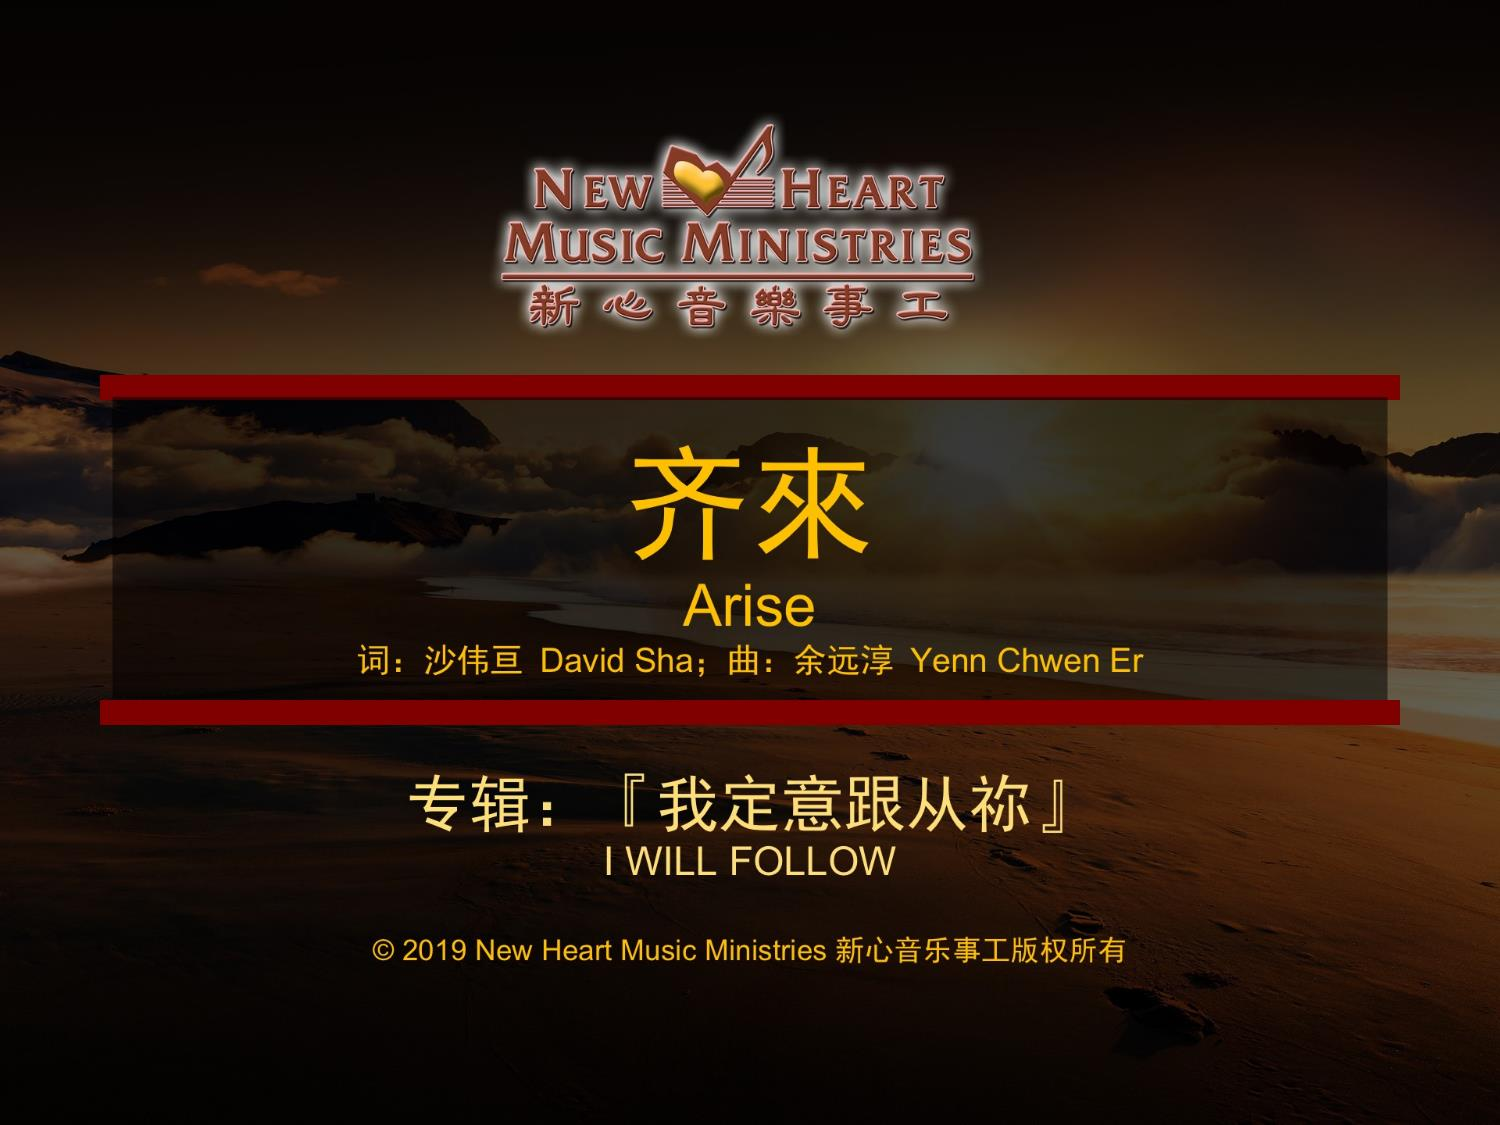 NEW HEART
MUSIC MINISTRIES
新心音樂事工
齐來
Arise
词：沙伟亘 David Sha；曲：余远淳 Yenn Chwen Er
专辑：『我定意跟从祢』
I WILL FOLLOW
© 2019 New Heart Music Ministries 新心音乐事工版权所有